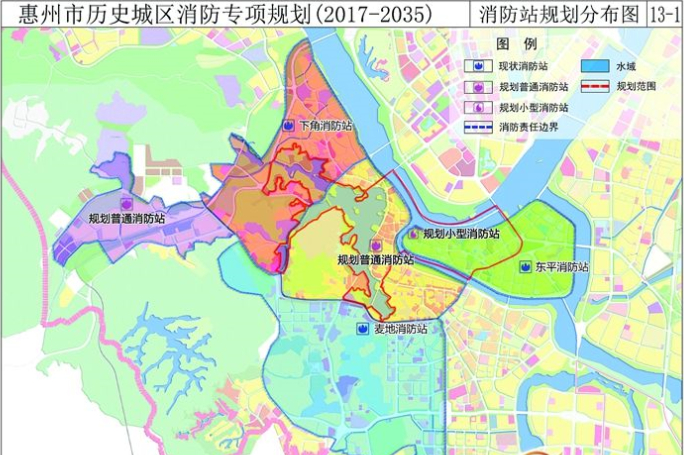 惠州市历史城区消防专项规划(2017-2035)
消防站规划分布图
13-1
图 例
现状消防站
水域
规划普通消防站
规划范围
规划小型消防站
消防责任边界
下角消防站
规划普通消防站
规划小型消防站
规划普通消防站
东平消防站
麦地消防站